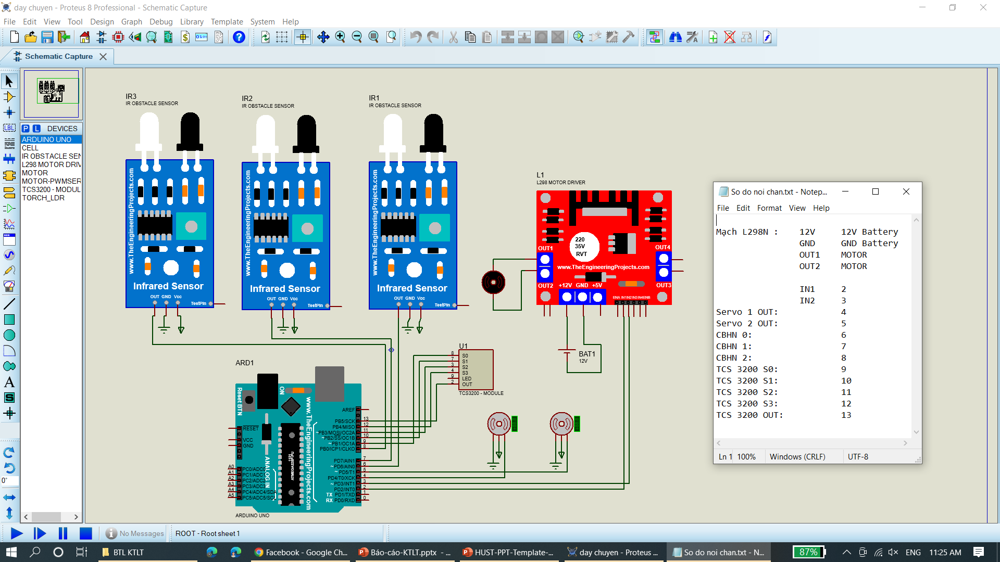 day chuyen - Proteus 8 Professional - Schematic Capture
File Edit View Tool Design Graph Debug Library Template System Help
Schematic Capture
P L DEVICES
ARDUINO UNO
CELL
IR OBSTACLE SEN
L298 MOTOR DRIV
MOTOR
MOTOR-PWMSER
TCS3200 - MODUL
TORCH_LDR
LBL
A
S
0°
IR3
IR OBSTACLE SENSOR
www.TheEngineeringProjects.com
Infrared Sensor
OUT GND Vcc
TestPin
IR2
IR OBSTACLE SENSOR
www.TheEngineeringProjects.com
Infrared Sensor
OUT GND Vcc
TestPin
IR1
IR OBSTACLE SENSOR
www.TheEngineeringProjects.com
Infrared Sensor
OUT GND Vcc
TestPin
L1
L298 MOTOR DRIVER
220
35V
RVT
OUT1
OUT4
www.TheEngineeringProjects.com
OUT2 +12V GND +5V OUT3
ENA IN1 IN2 IN3 IN4 ENB
BAT1
12V
U1
8 S0
7 S1
3 S2
4 S3
9 LED
2 OUT
TCS3200 - MODULE
ARD1
Reset BTN
ON
www.TheEngineeringProjects.com
ANALOG IN
ATMEGA328P-PU
1121
AREF
PB5/SCK 13
PB4/MISO 12
~PB3/MOSI/OC2A 11
~PB2/SS/OC1B 10
~PB1/OC1A 9
PB0/ICP1/CLKO 8
PD7/AIN1 7
~PD6/AIN0 6
~PD5/T1 5
PD4/T0/XCK 4
~PD3/INT1 3
PD2/INT0 2
TX PD1/TXD 1
RX PD0/RXD 0
RESET
VCC
GND
A0 PC0/ADC0
A1 PC1/ADC1
A2 PC2/ADC2
A3 PC3/ADC3
A4 PC4/ADC4/SDA
A5 PC5/ADC5/SCL
ARDUINO UNO
So do noi chan.txt - Notep...
File Edit Format View Help
Mạch L298N : 12V 12V Battery
GND GND Battery
OUT1 MOTOR
OUT2 MOTOR
IN1 2
IN2 3
Servo 1 OUT: 4
Servo 2 OUT: 5
CBHN 0: 6
CBHN 1: 7
CBHN 2: 8
TCS 3200 S0: 9
TCS 3200 S1: 10
TCS 3200 S2: 11
TCS 3200 S3: 12
TCS 3200 OUT: 13
Ln 1 100% Windows (CRLF) UTF-8
No Messages ROOT - Root sheet 1
BTL KTLT
Facebook - Google Ch...
Báo-cáo-KTLT.pptx - ...
HUST-PPT-Template-...
day chuyen - Proteus ...
So do noi chan.txt - N...
87%
ENG
11:25 AM